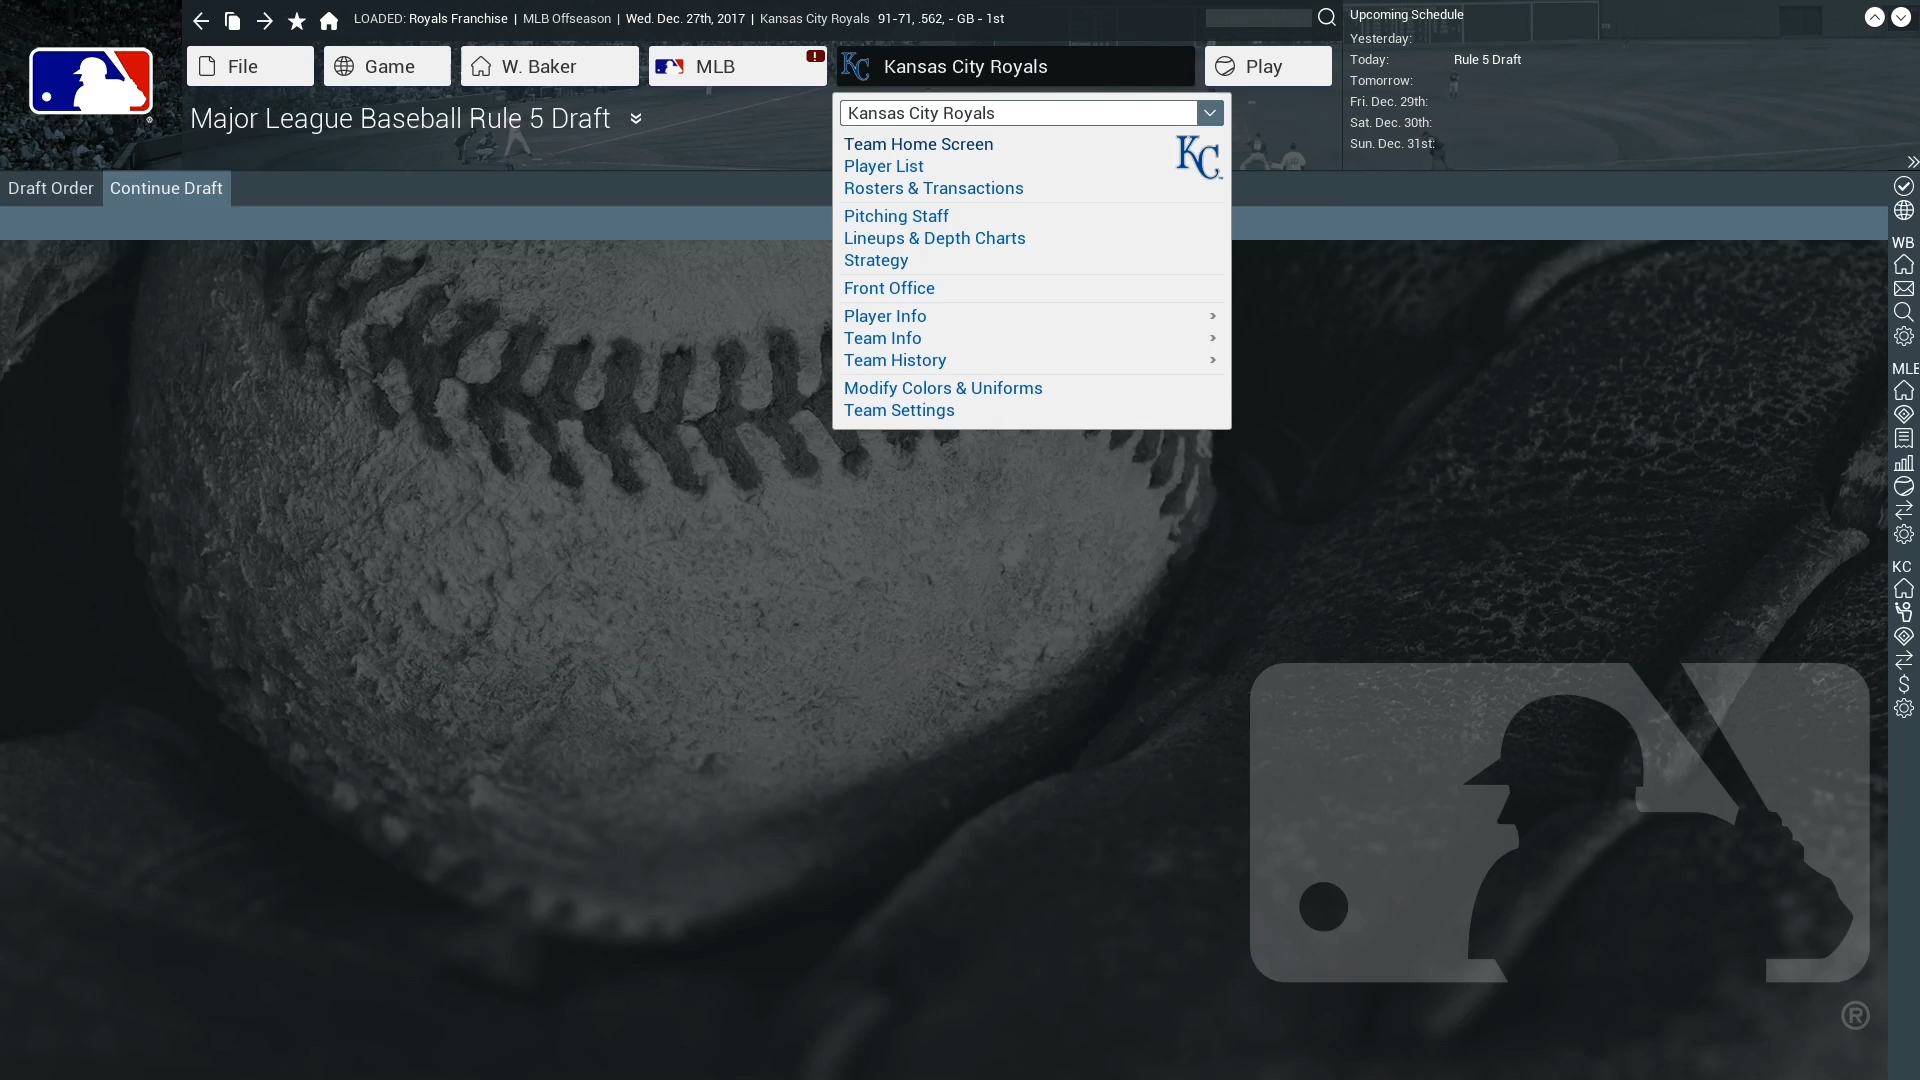 LOADED: Royals Franchise | MLB Offseason | Wed. Dec. 27th, 2017 | Kansas City Royals 91-71, .562, - GB - 1st
File
Game
W. Baker
MLB
!
Kansas City Royals
Play
Major League Baseball Rule 5 Draft
Upcoming Schedule
Yesterday:
Today: Rule 5 Draft
Tomorrow:
Fri. Dec. 29th:
Sat. Dec. 30th:
Sun. Dec. 31st:
Draft Order
Continue Draft
Kansas City Royals
Team Home Screen
KC
Player List
Rosters & Transactions
Pitching Staff
Lineups & Depth Charts
Strategy
Front Office
Player Info
Team Info
Team History
Modify Colors & Uniforms
Team Settings
WB
MLB
KC
®